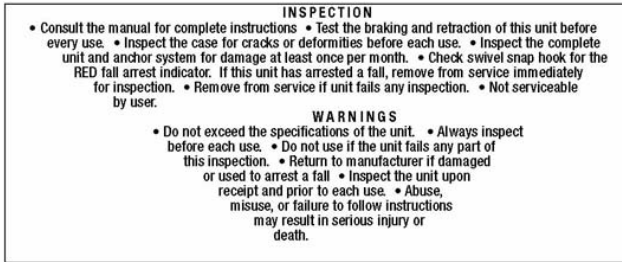 INSPECTION
• Consult the manual for complete instructions • Test the braking and retraction of this unit before
every use. • Inspect the case for cracks or deformities before each use. • Inspect the complete
unit and anchor system for damage at least once per month. • Check swivel snap hook for the
RED fall arrest indicator. If this unit has arrested a fall, remove from service immediately
for inspection. • Remove from service if unit fails any inspection. • Not serviceable
by user.
WARNINGS
• Do not exceed the specifications of the unit. • Always inspect
before each use. • Do not use if the unit fails any part of
this inspection. • Return to manufacturer if damaged
or used to arrest a fall • Inspect the unit upon
receipt and prior to each use. • Abuse,
misuse, or failure to follow instructions
may result in serious injury or
death.